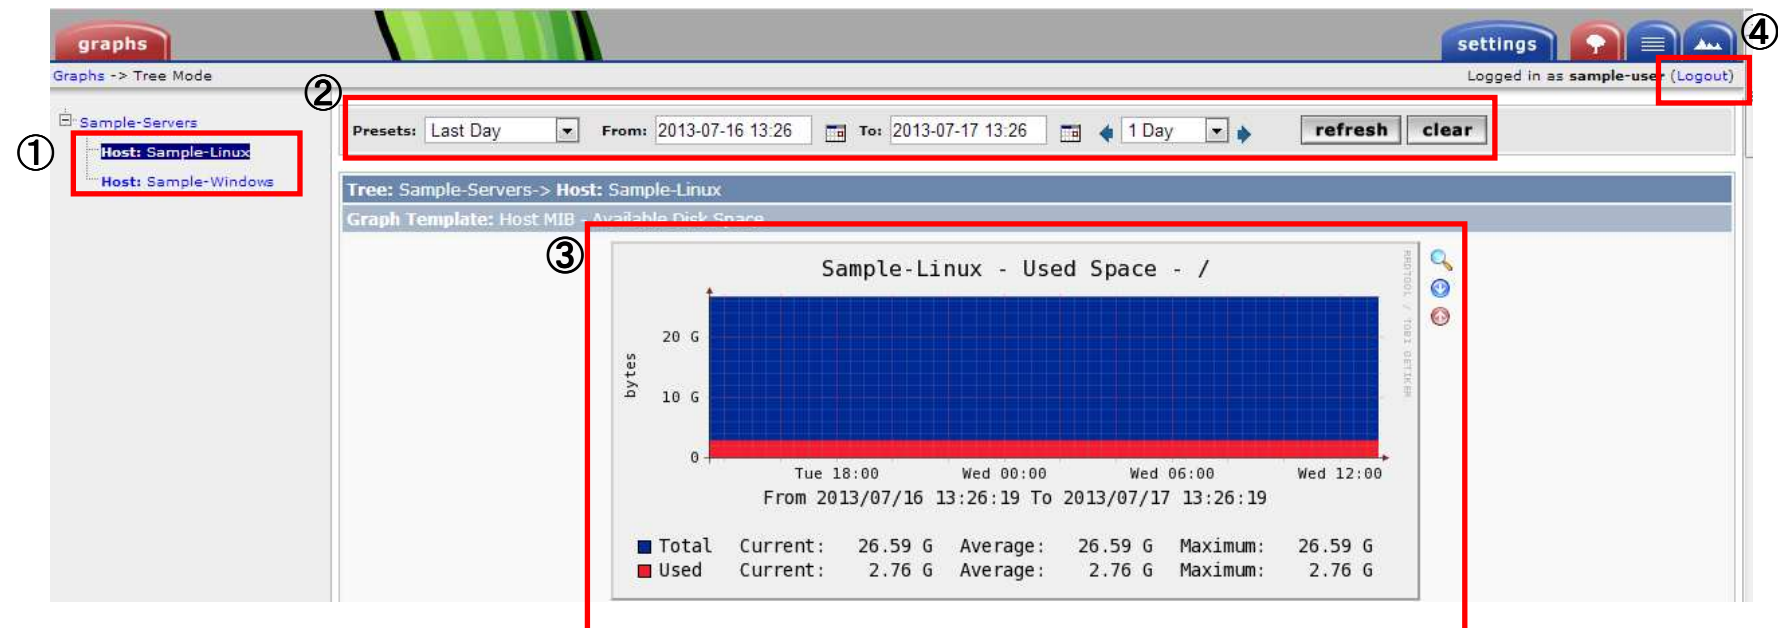 graphs
settings
④
Graphs -> Tree Mode
Logged in as sample-user (Logout)
②
①
Sample-Servers
Host: Sample-Linux
Host: Sample-Windows
Presets: Last Day From: 2013-07-16 13:26 To: 2013-07-17 13:26 1 Day refresh clear
Tree: Sample-Servers-> Host: Sample-Linux
Graph Template: Host MIB - Available Disk Space
③
Sample-Linux - Used Space - /
RRDTOOL / TOBI OETIKER
bytes
20 G
10 G
0
Tue 18:00 Wed 00:00 Wed 06:00 Wed 12:00
From 2013/07/16 13:26:19 To 2013/07/17 13:26:19
Total Current: 26.59 G Average: 26.59 G Maximum: 26.59 G
Used Current: 2.76 G Average: 2.76 G Maximum: 2.76 G